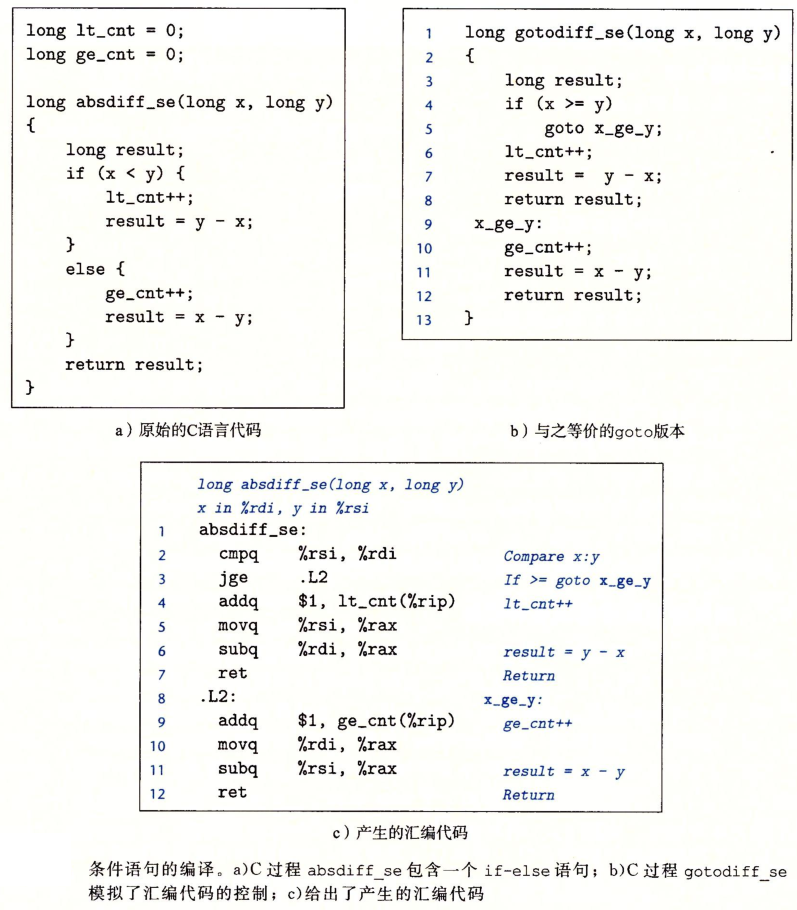 long lt_cnt = 0;
long ge_cnt = 0;
long absdiff_se(long x, long y)
{
    long result;
    if (x < y) {
        lt_cnt++;
        result = y - x;
    }
    else {
        ge_cnt++;
        result = x - y;
    }
    return result;
}
a）原始的C语言代码
1 long gotodiff_se(long x, long y)
2 {
3     long result;
4     if (x >= y)
5         goto x_ge_y;
6     lt_cnt++;
7     result =  y - x;
8     return result;
9  x_ge_y:
10     ge_cnt++;
11     result = x - y;
12     return result;
13 }
b）与之等价的goto版本
long absdiff_se(long x, long y)
x in %rdi, y in %rsi
1 absdiff_se:
2   cmpq    %rsi, %rdi    Compare x:y
3   jge     .L2    If >= goto x_ge_y
4   addq    $1, lt_cnt(%rip)    lt_cnt++
5   movq    %rsi, %rax
6   subq    %rdi, %rax    result = y - x
7   ret    Return
8 .L2:    x_ge_y:
9   addq    $1, ge_cnt(%rip)    ge_cnt++
10   movq    %rdi, %rax
11   subq    %rsi, %rax    result = x - y
12   ret    Return
c）产生的汇编代码
条件语句的编译。a)C 过程 absdiff_se 包含一个 if-else 语句；b)C 过程 gotodiff_se
模拟了汇编代码的控制；c)给出了产生的汇编代码